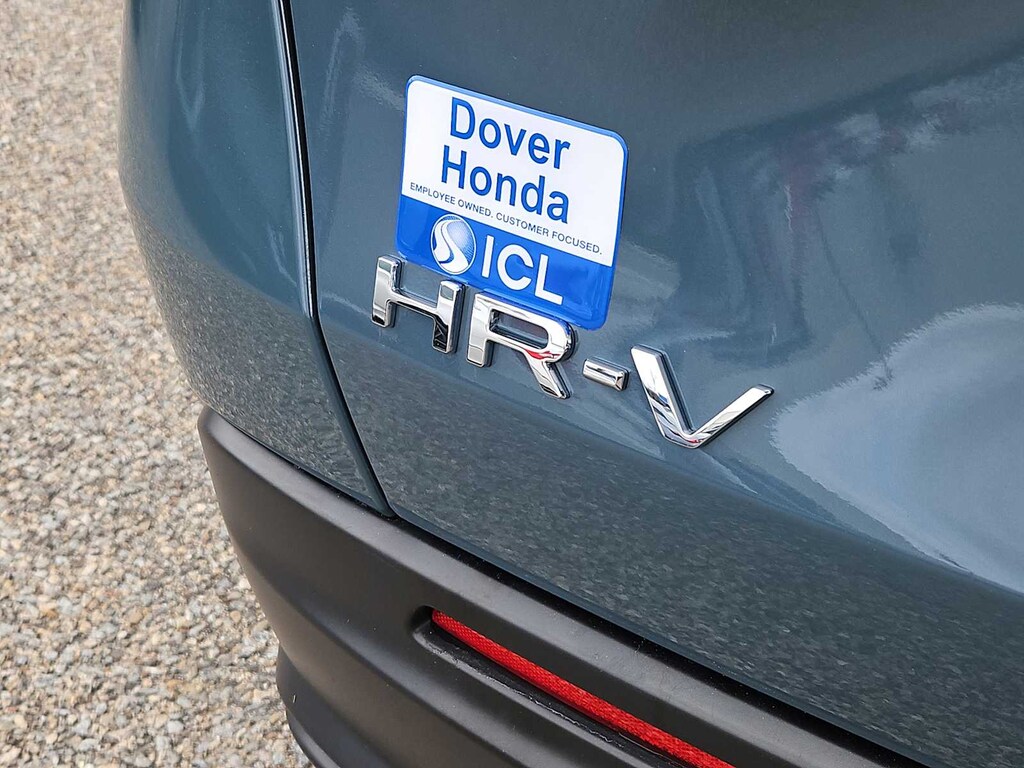 Dover
Honda
EMPLOYEE OWNED. CUSTOMER FOCUSED.
ICL
HR-V